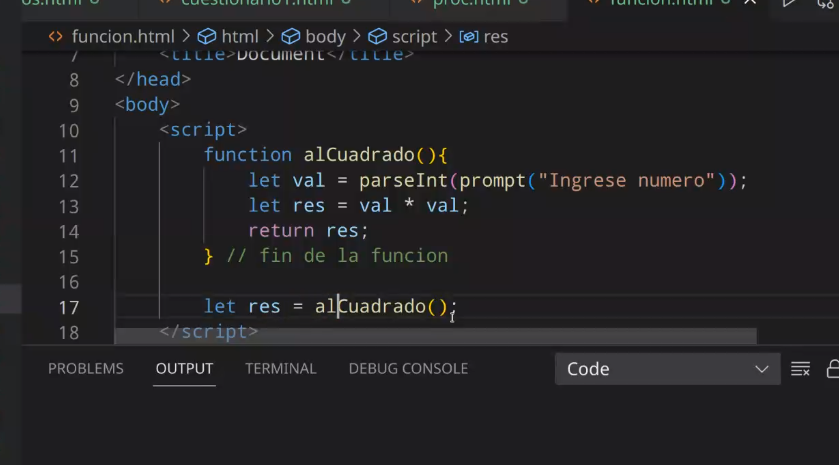 cuestionario1.html
proc.html
funcion.html
funcion.html > html > body > script > res
7 <title>Document</title>
8 </head>
9 <body>
10 <script>
11 function alCuadrado(){
12 let val = parseInt(prompt("Ingrese numero"));
13 let res = val * val;
14 return res;
15 } // fin de la funcion
16
17 let res = alCuadrado();
18 </script>
PROBLEMS OUTPUT TERMINAL DEBUG CONSOLE Code